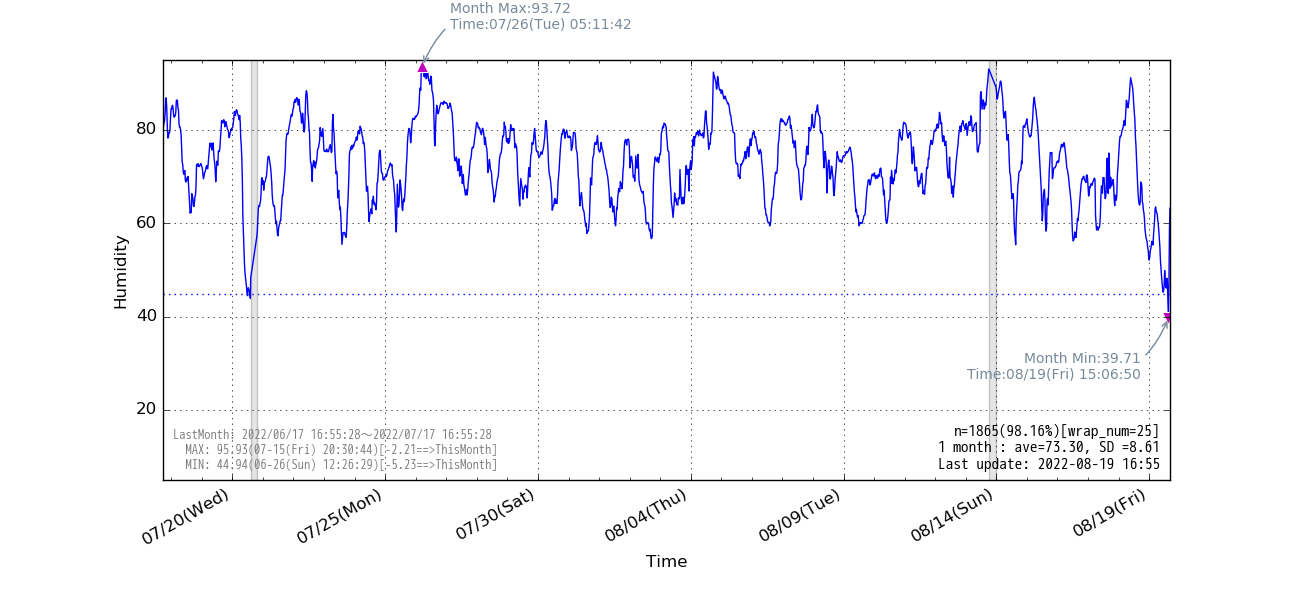 Month Max:93.72
Time:07/26(Tue) 05:11:42
80
60
40
20
Humidity
Month Min:39.71
Time:08/19(Fri) 15:06:50
LastMonth: 2022/06/17 16:55:28～2022/07/17 16:55:28
MAX: 95.93(07-15(Fri) 20:30:44)[-2.21==>ThisMonth]
MIN: 44.94(06-26(Sun) 12:26:29)[-5.23==>ThisMonth]
n=1865(98.16%)[wrap_num=25]
1 month : ave=73.30, SD =8.61
Last update: 2022-08-19 16:55
07/20(Wed)
07/25(Mon)
07/30(Sat)
08/04(Thu)
08/09(Tue)
08/14(Sun)
08/19(Fri)
Time